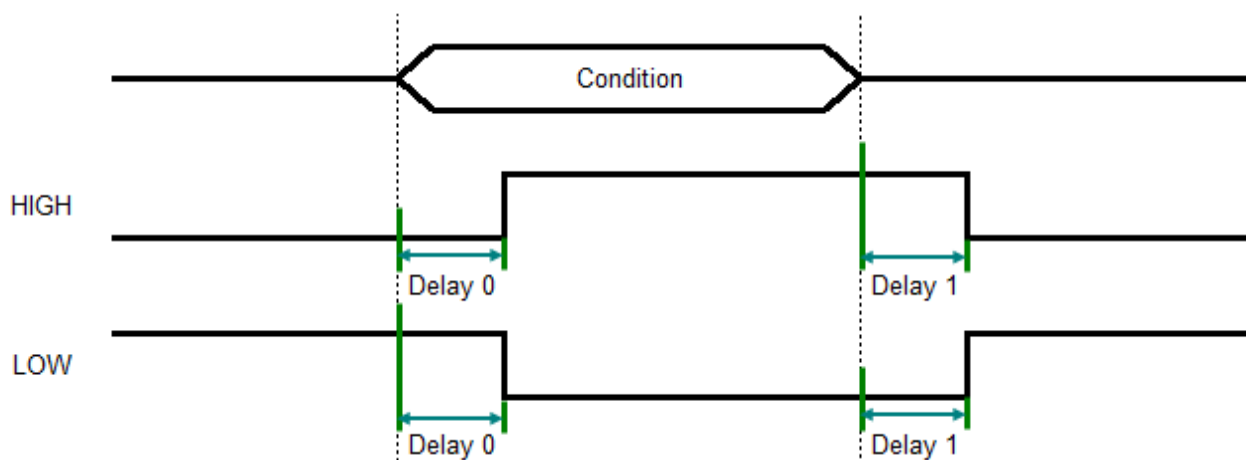 Condition
HIGH
Delay 0
Delay 1
LOW
Delay 0
Delay 1